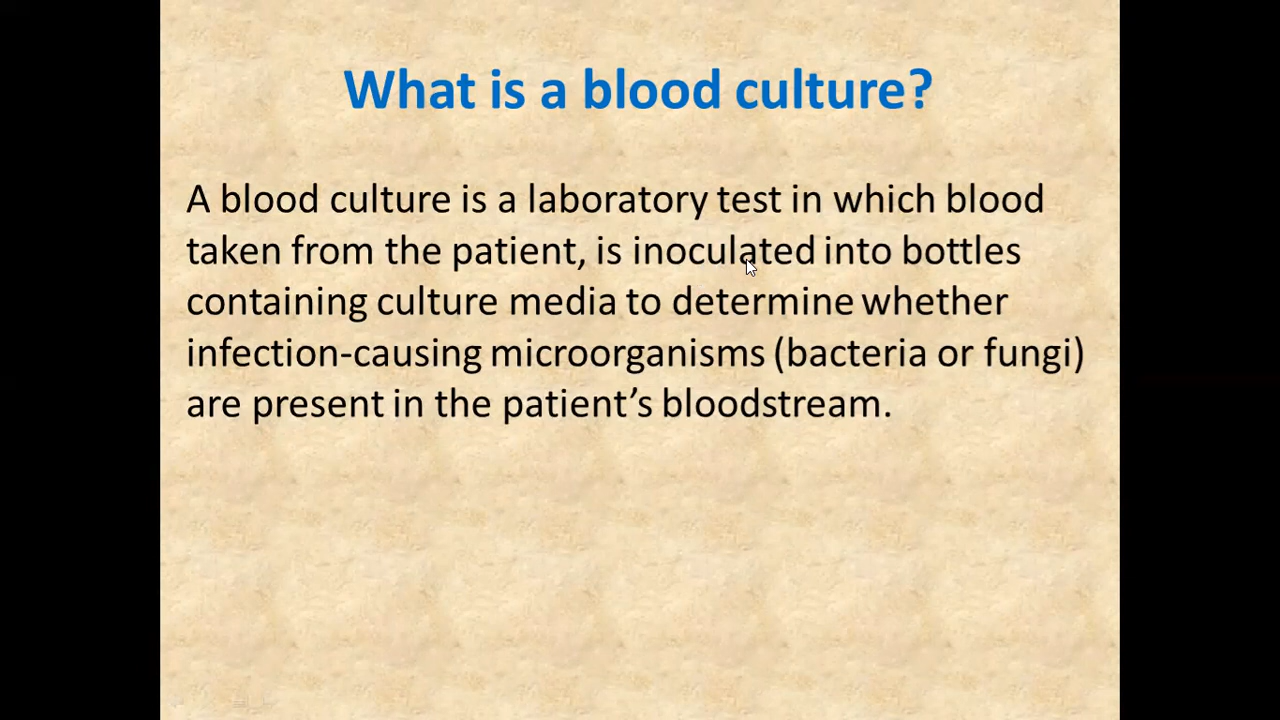 What is a blood culture?
A blood culture is a laboratory test in which blood
taken from the patient, is inoculated into bottles
containing culture media to determine whether
infection-causing microorganisms (bacteria or fungi)
are present in the patient’s bloodstream.